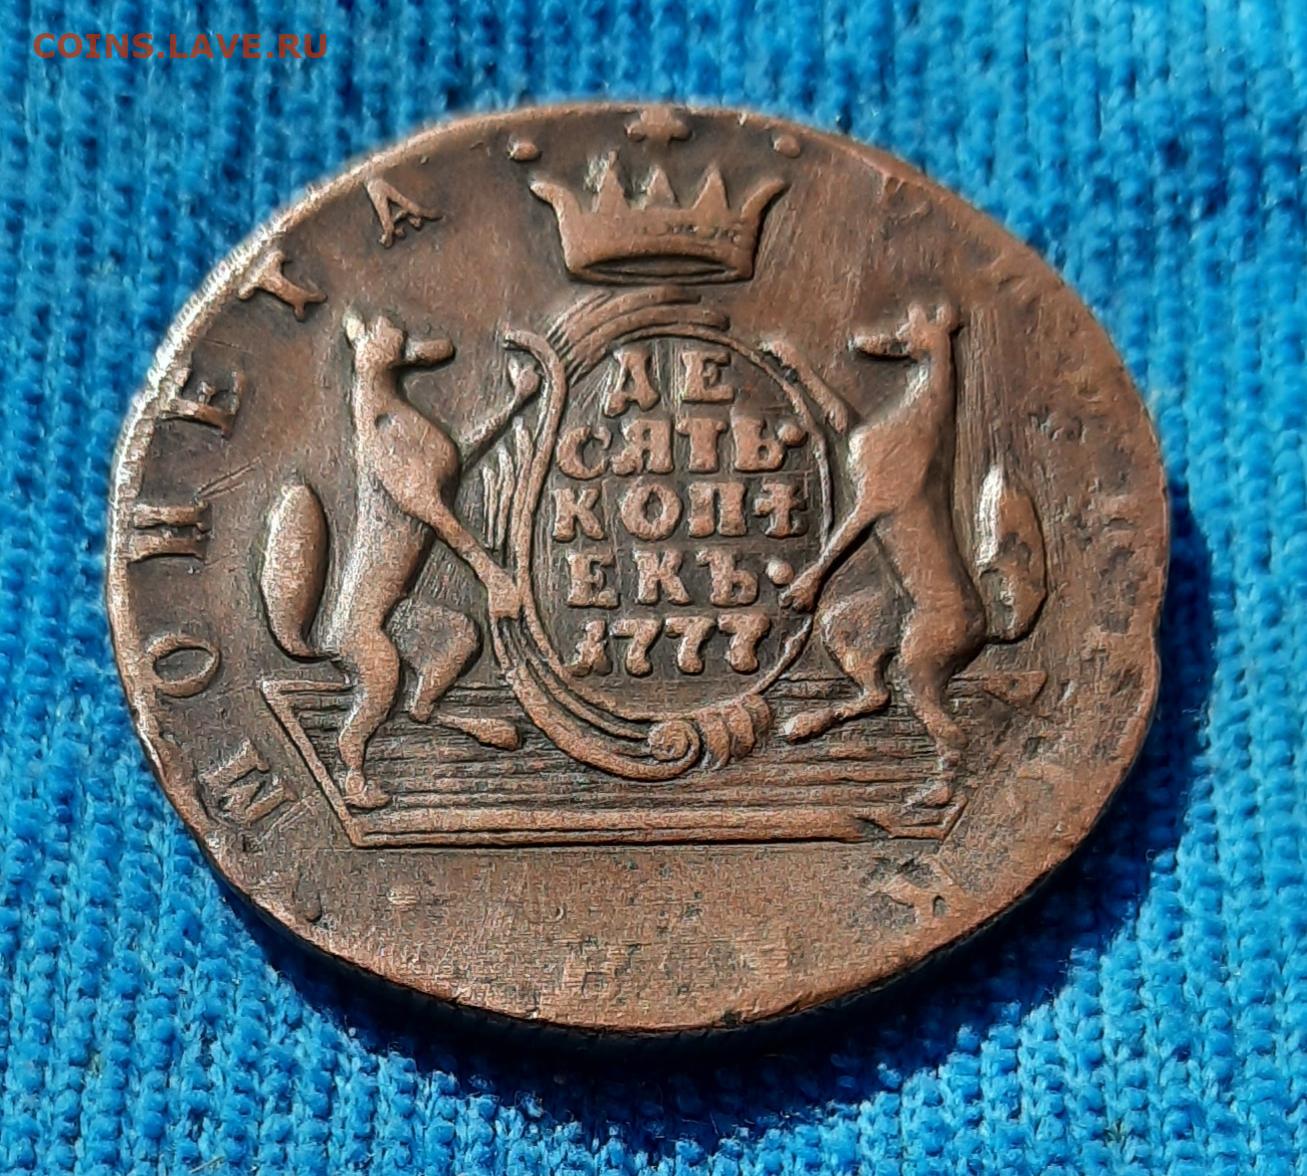 COINS.LAVE.RU
МОНЕТА
ДЕ
СЯТЬ
КОПѢ
ЕКЪ
1777